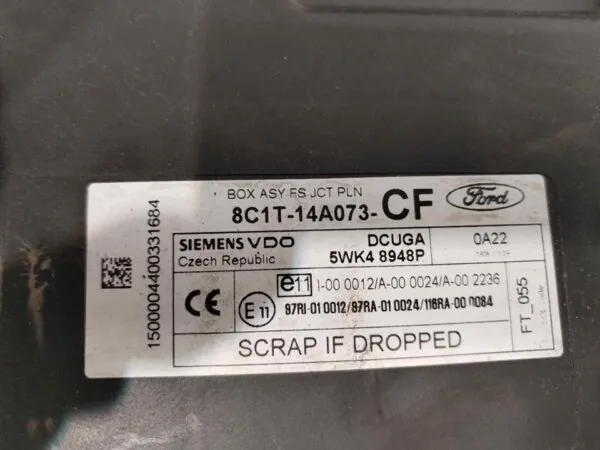 BOX ASY FS JCT PLN
8C1T-14A073-CF
Ford
SIEMENS VDO
Czech Republic
DCUGA
5WK4 8948P
0A22
CE
e11 I-00 0012/A-00 0024/A-00 2236
E11 97RI-01 0012/97RA-01 0024/116RA-00 0084
FT_055
SCRAP IF DROPPED
1500004400331684